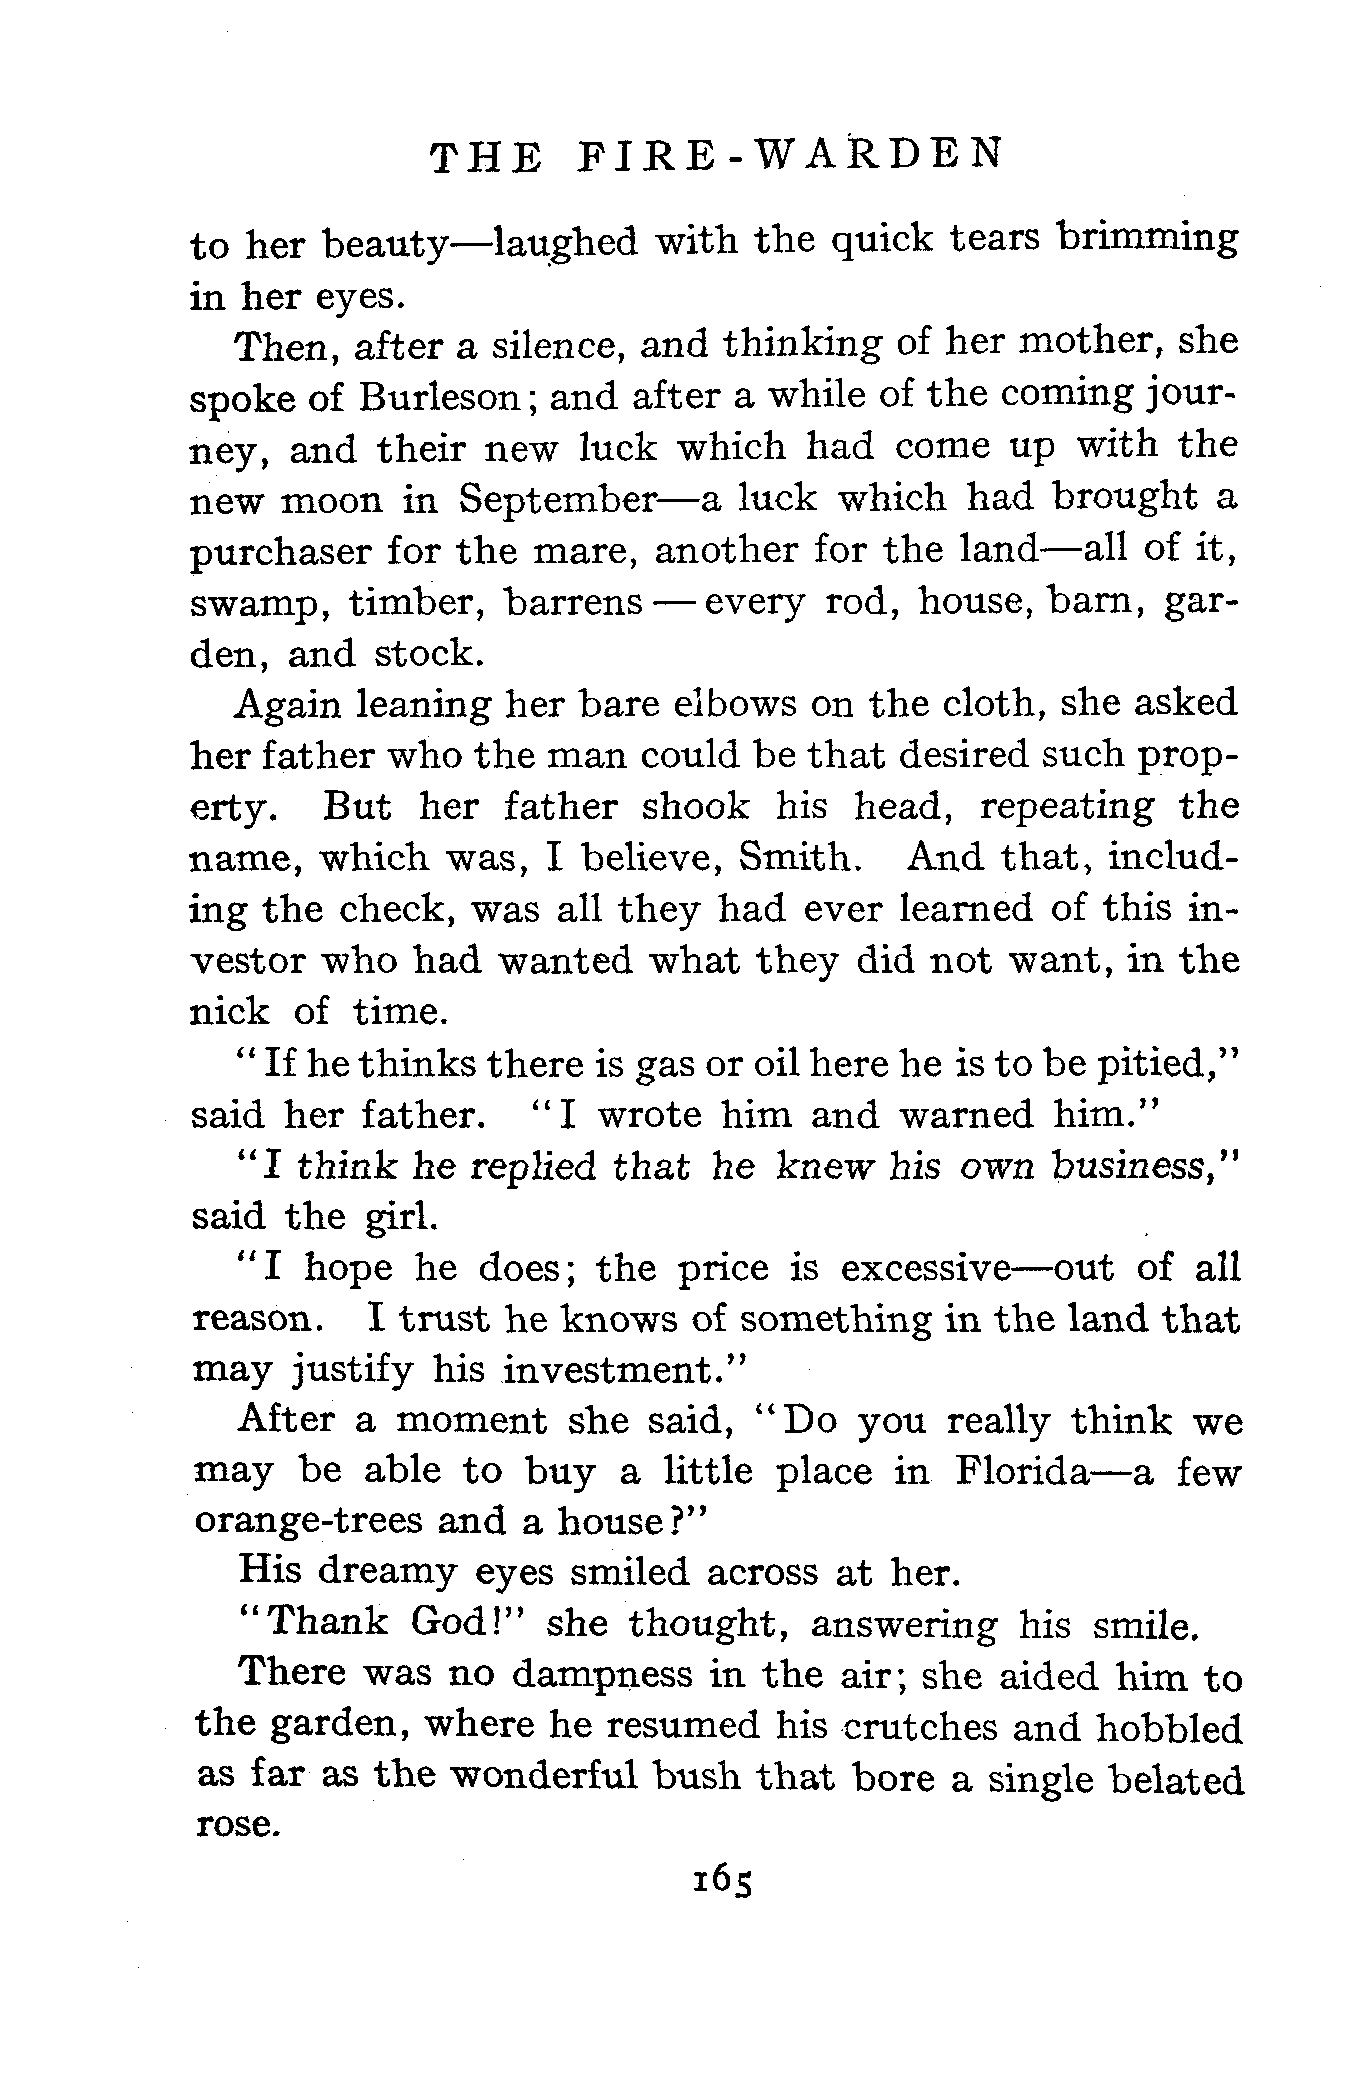 THE FIRE-WARDEN
to her beauty—laughed with the quick tears brimming
in her eyes.
Then, after a silence, and thinking of her mother, she
spoke of Burleson; and after a while of the coming jour-
ney, and their new luck which had come up with the
new moon in September—a luck which had brought a
purchaser for the mare, another for the land—all of it,
swamp, timber, barrens — every rod, house, barn, gar-
den, and stock.
Again leaning her bare elbows on the cloth, she asked
her father who the man could be that desired such prop-
erty. But her father shook his head, repeating the
name, which was, I believe, Smith. And that, includ-
ing the check, was all they had ever learned of this in-
vestor who had wanted what they did not want, in the
nick of time.
"If he thinks there is gas or oil here he is to be pitied,"
said her father. "I wrote him and warned him."
"I think he replied that he knew his own business,"
said the girl.
"I hope he does; the price is excessive—out of all
reason. I trust he knows of something in the land that
may justify his investment."
After a moment she said, "Do you really think we
may be able to buy a little place in Florida—a few
orange-trees and a house?"
His dreamy eyes smiled across at her.
"Thank God!" she thought, answering his smile.
There was no dampness in the air; she aided him to
the garden, where he resumed his crutches and hobbled
as far as the wonderful bush that bore a single belated
rose.
165